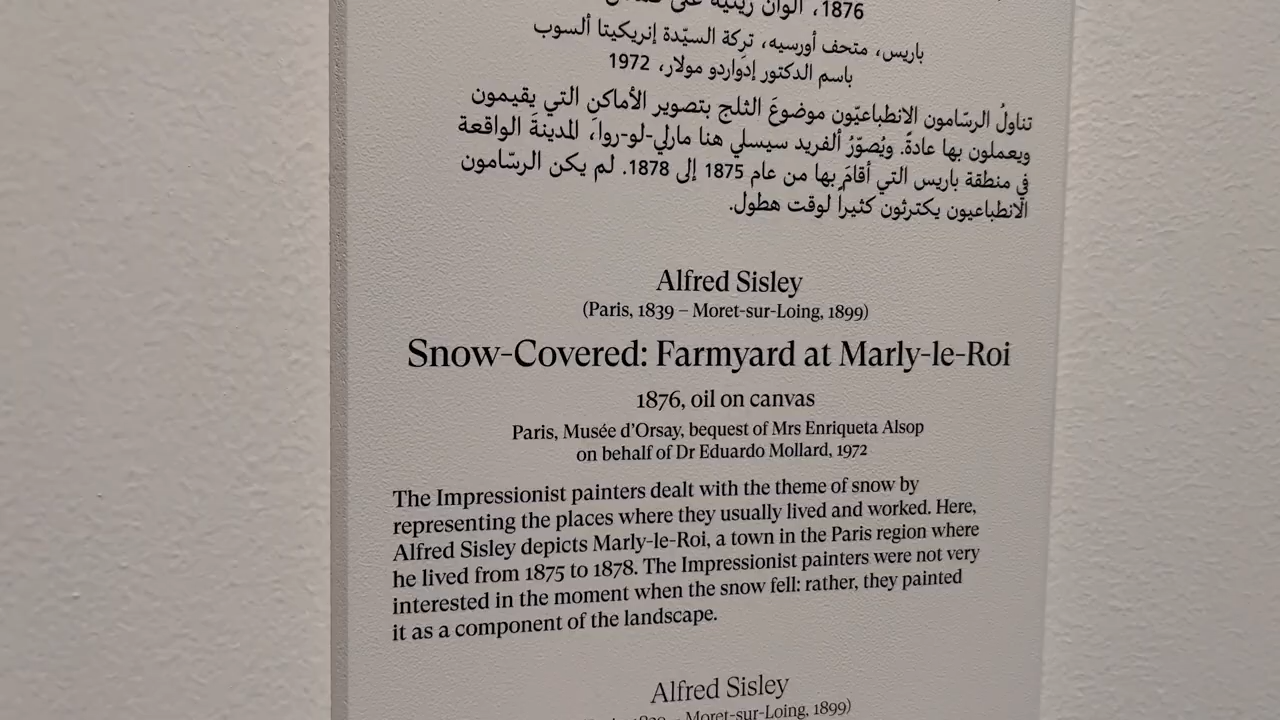 1876، ألوان زيتية على
باريس، متحف أورسيه، تركة السيّدة إنريكيتا ألسوب
باسم الدكتور إدواردو مولار، 1972
تناولُ الرسّامون الانطباعيّون موضوعَ الثلج بتصوير الأماكنِ التي يقيمون
ويعملون بها عادةً. ويُصوّرُ ألفريد سيسلي هنا مارلي-لو-روا، المدينةَ الواقعة
في منطقة باريس التي أقامَ بها من عام 1875 إلى 1878. لم يكن الرسّامون
الانطباعيون يكترثون كثيراً لوقت هطول.
Alfred Sisley
(Paris, 1839 – Moret-sur-Loing, 1899)
Snow-Covered: Farmyard at Marly-le-Roi
1876, oil on canvas
Paris, Musée d'Orsay, bequest of Mrs Enriqueta Alsop
on behalf of Dr Eduardo Mollard, 1972
The Impressionist painters dealt with the theme of snow by
representing the places where they usually lived and worked. Here,
Alfred Sisley depicts Marly-le-Roi, a town in the Paris region where
he lived from 1875 to 1878. The Impressionist painters were not very
interested in the moment when the snow fell: rather, they painted
it as a component of the landscape.
Alfred Sisley
– Moret-sur-Loing, 1899)